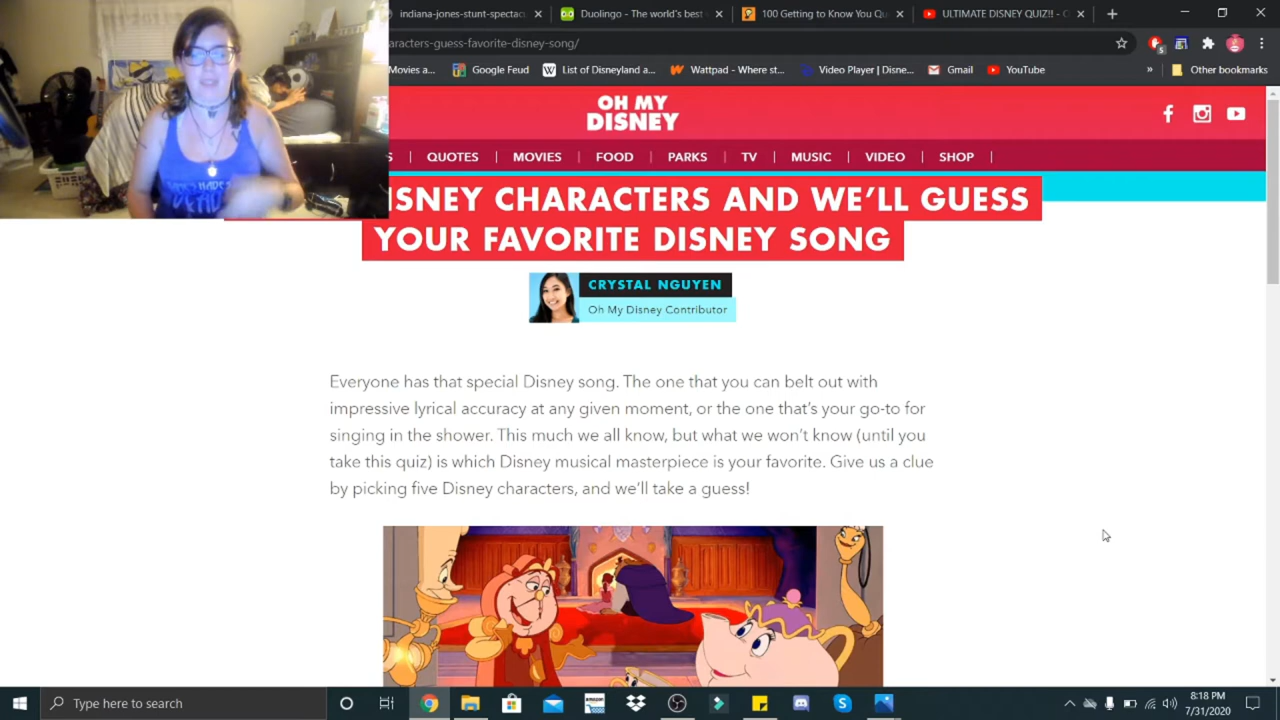 indiana-jones-stunt-spectac
Duolingo - The world's best
100 Getting to Know You Qu
ULTIMATE DISNEY QUIZ!! - C
aracters-guess-favorite-disney-song/
Movies a...
Google Feud
List of Disneyland a...
Wattpad - Where st...
Video Player | Disne...
Gmail
YouTube
»
Other bookmarks
OH MY
DISNEY
S | QUOTES | MOVIES | FOOD | PARKS | TV | MUSIC | VIDEO | SHOP |
ISNEY CHARACTERS AND WE'LL GUESS
YOUR FAVORITE DISNEY SONG
CRYSTAL NGUYEN
Oh My Disney Contributor
Everyone has that special Disney song. The one that you can belt out with
impressive lyrical accuracy at any given moment, or the one that's your go-to for
singing in the shower. This much we all know, but what we won't know (until you
take this quiz) is which Disney musical masterpiece is your favorite. Give us a clue
by picking five Disney characters, and we'll take a guess!
Type here to search
8:18 PM
7/31/2020